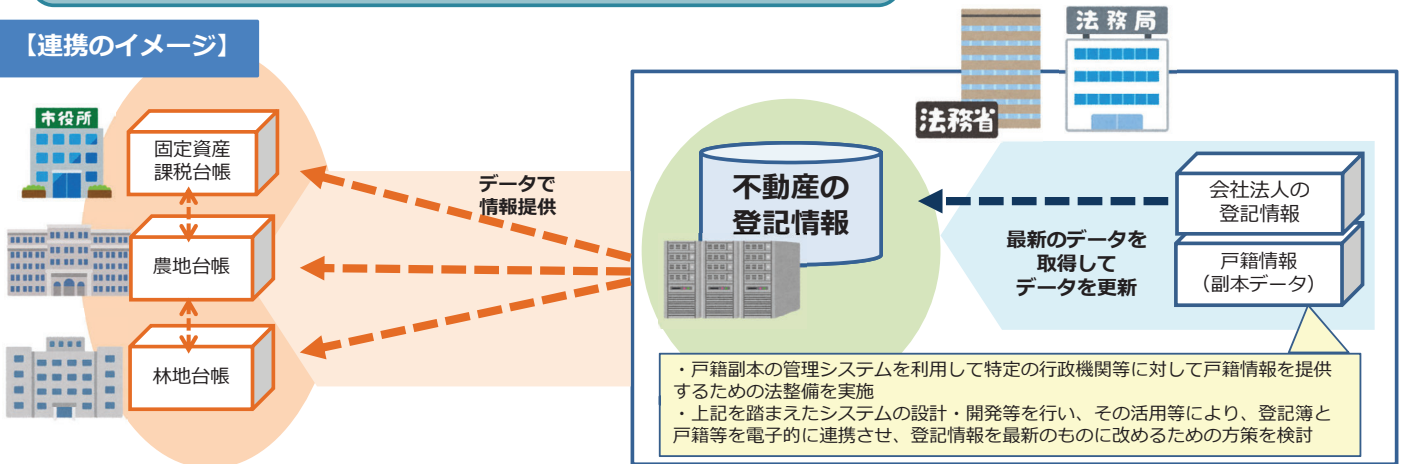 【連携のイメージ】
市役所
固定資産
課税台帳
農地台帳
林地台帳
データで
情報提供
法務省
法務局
不動産の
登記情報
最新のデータを
取得して
データを更新
会社法人の
登記情報
戸籍情報
（副本データ）
・戸籍副本の管理システムを利用して特定の行政機関等に対して戸籍情報を提供
するための法整備を実施
・上記を踏まえたシステムの設計・開発等を行い、その活用等により、登記簿と
戸籍等を電子的に連携させ、登記情報を最新のものに改めるための方策を検討